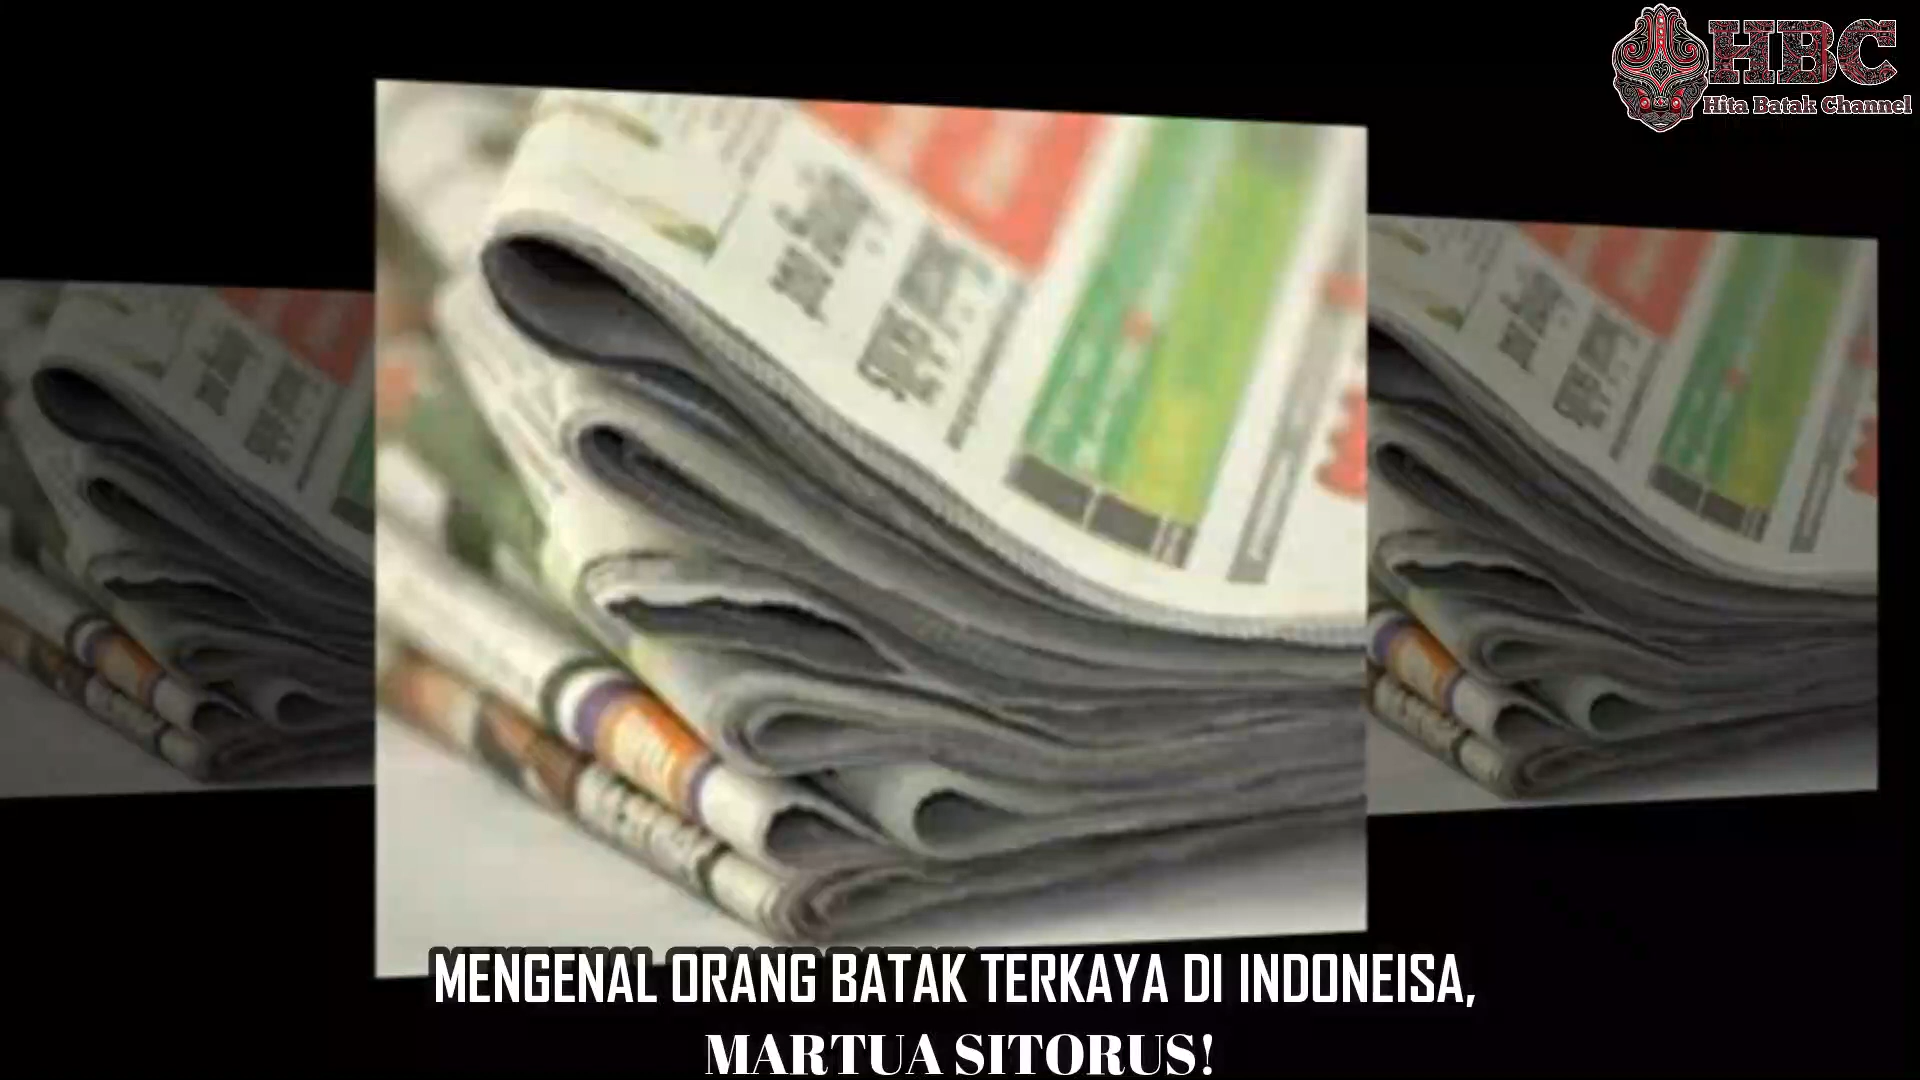 HBC
Hita Batak Channel
MENGENAL ORANG BATAK TERKAYA DI INDONEISA,
MARTUA SITORUS!